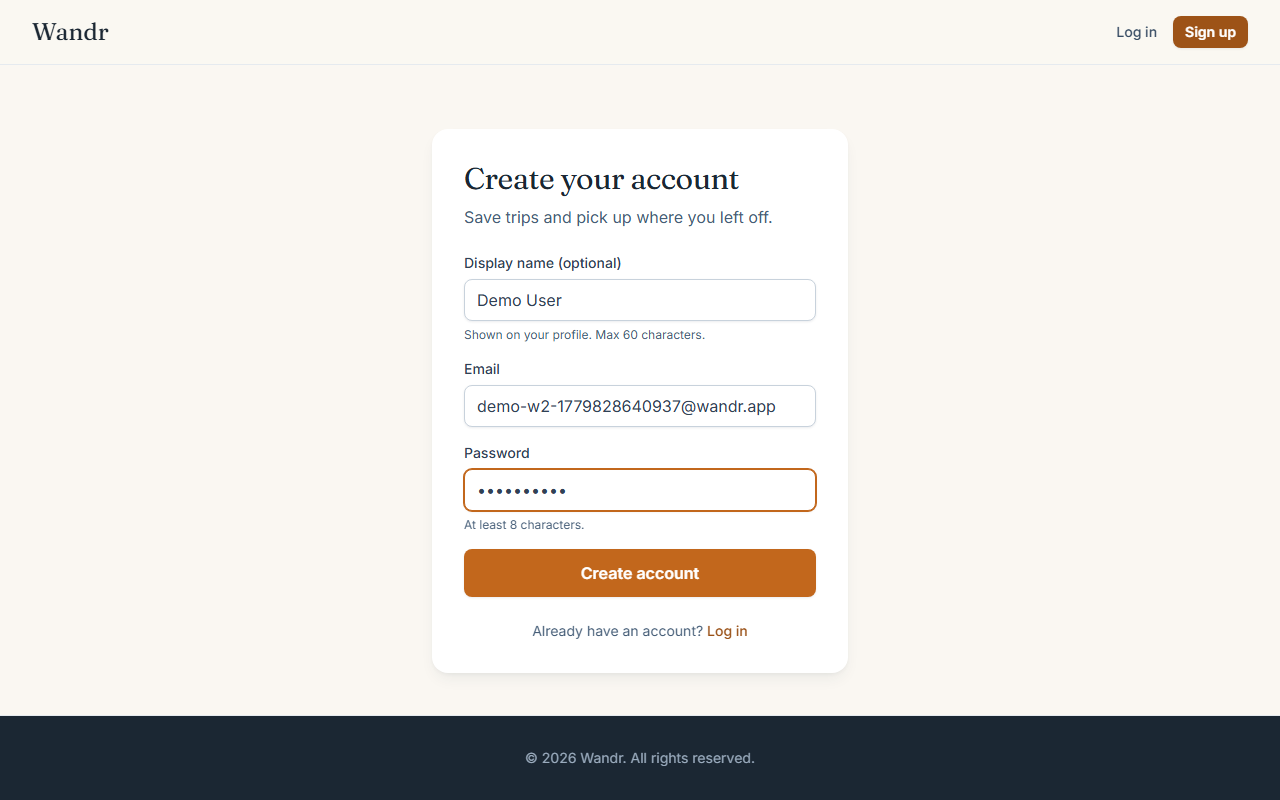 Wandr
Log in
Sign up
Create your account
Save trips and pick up where you left off.
Display name (optional)
Demo User
Shown on your profile. Max 60 characters.
Email
demo-w2-1779828640937@wandr.app
Password
••••••••••
At least 8 characters.
Create account
Already have an account? Log in
© 2026 Wandr. All rights reserved.